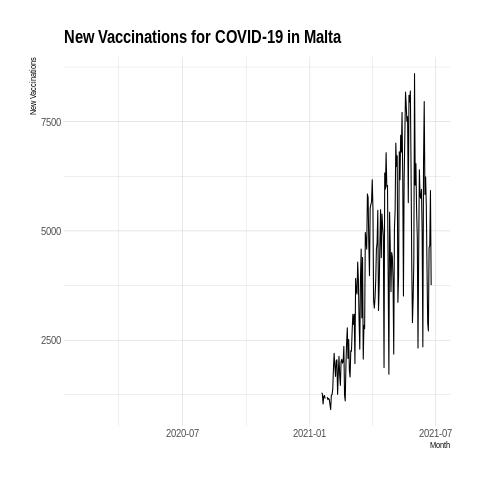 New Vaccinations for COVID-19 in Malta
New Vaccinations
7500
5000
2500
2020-07
2021-01
2021-07
Month